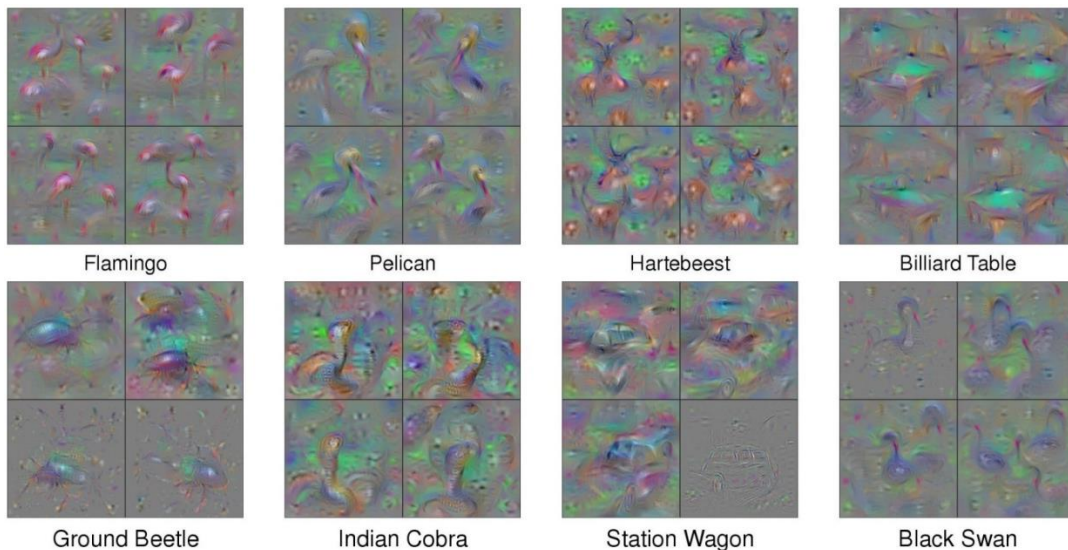 Flamingo
Pelican
Hartebeest
Billiard Table
Ground Beetle
Indian Cobra
Station Wagon
Black Swan